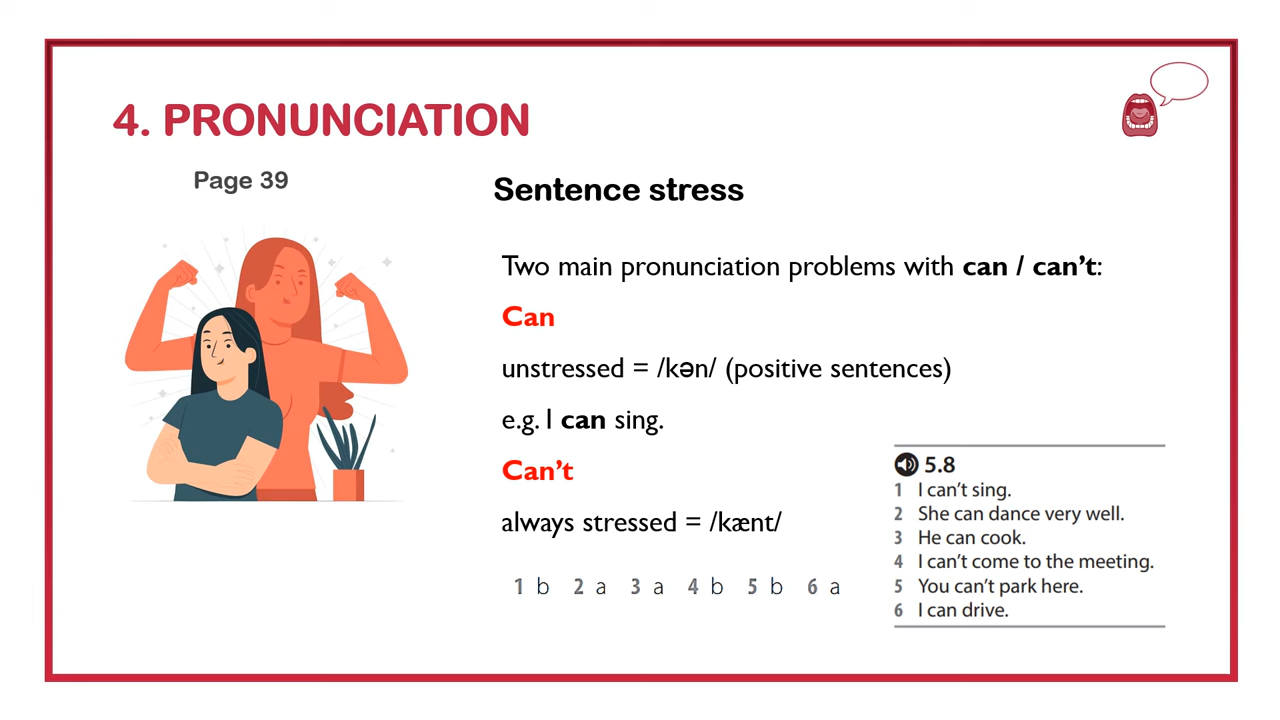 4. PRONUNCIATION
Page 39
Sentence stress
Two main pronunciation problems with can / can’t:
Can
unstressed = /kən/ (positive sentences)
e.g. I can sing.
Can’t
always stressed = /kænt/
1 b 2 a 3 a 4 b 5 b 6 a
5.8
1 I can’t sing.
2 She can dance very well.
3 He can cook.
4 I can’t come to the meeting.
5 You can’t park here.
6 I can drive.